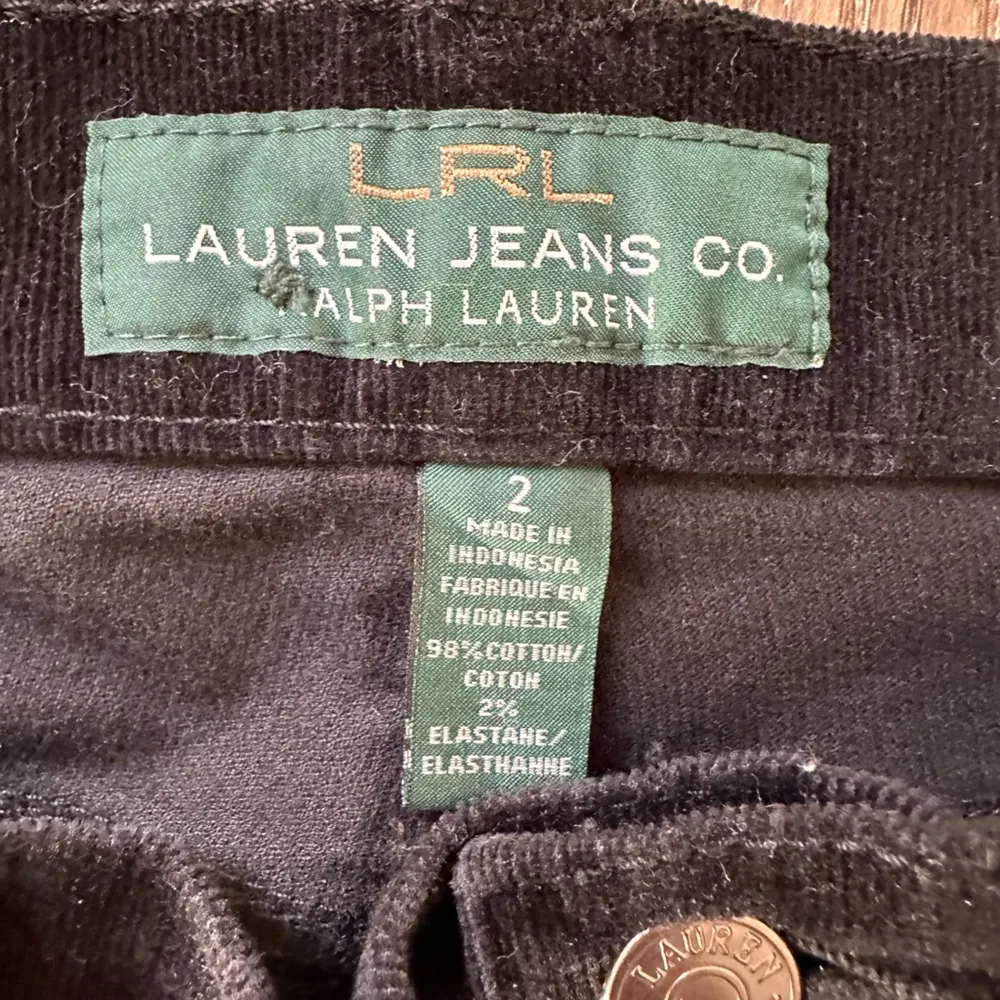 LRL
LAUREN JEANS CO.
RALPH LAUREN
2
MADE IN
INDONESIA
FABRIQUE EN
INDONESIE
98% COTTON/
COTON
2%
ELASTANE/
ELASTHANNE
LAUREN